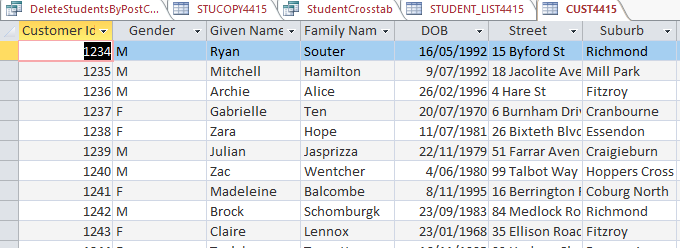 DeleteStudentsByPostC... STUCOPY4415 StudentCrosstab STUDENT_LIST4415 CUST4415
Customer Id Gender Given Name Family Nam DOB Street Suburb
1234 M Ryan Souter 16/05/1992 15 Byford St Richmond
1235 M Mitchell Hamilton 9/07/1992 18 Jacolite Ave Mill Park
1236 M Archie Alice 26/02/1996 4 Hare St Fitzroy
1237 F Gabrielle Ten 20/07/1970 6 Burnham Driv Cranbourne
1238 F Zara Hope 11/07/1981 26 Bixteth Blvd Essendon
1239 M Julian Jasprizza 22/11/1979 51 Farrar Aven Craigieburn
1240 M Zac Wentcher 4/06/1980 99 Talbot Way Hoppers Cross
1241 F Madeleine Balcombe 8/11/1995 16 Berrington F Coburg North
1242 M Brock Schomburgk 23/09/1983 84 Medlock Ro Richmond
1243 F Claire Lennox 23/01/1968 35 Ellison Road Fitzroy